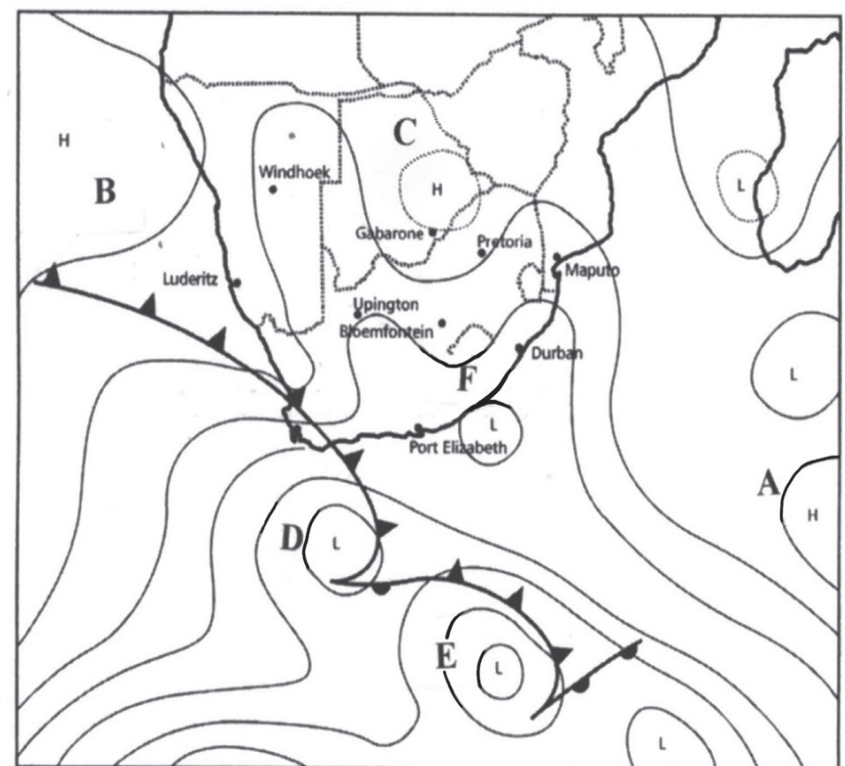 C
H
B
Windhoek
H
L
Gabarone
Pretoria
Luderitz
Maputo
Upington
Bloemfontein
Durban
F
L
L
Port Elizabeth
A
H
D
L
E
L
L